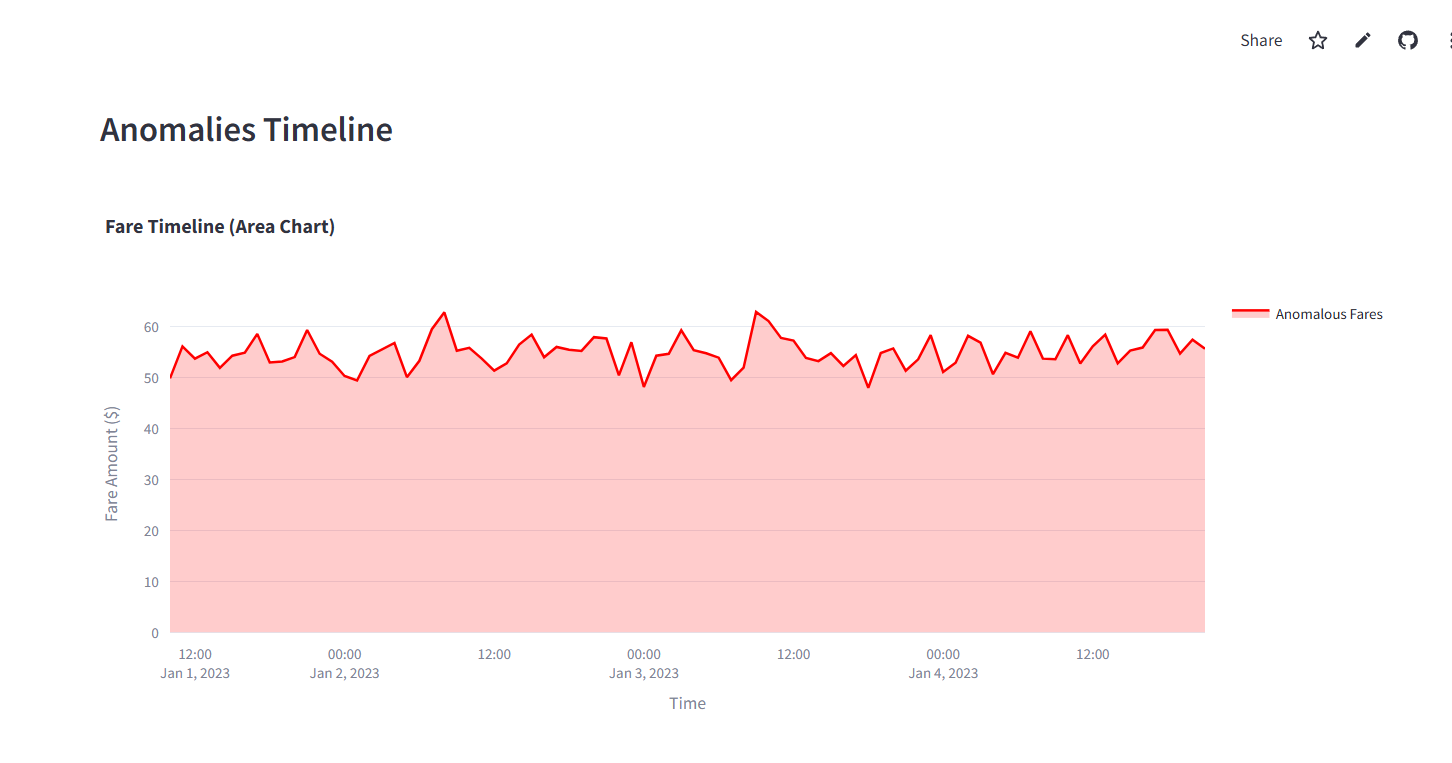 Share
Anomalies Timeline
Fare Timeline (Area Chart)
Anomalous Fares
60
50
40
30
20
10
0
Fare Amount ($)
12:00 00:00 12:00 00:00 12:00 00:00 12:00
Jan 1, 2023 Jan 2, 2023 Jan 3, 2023 Jan 4, 2023
Time